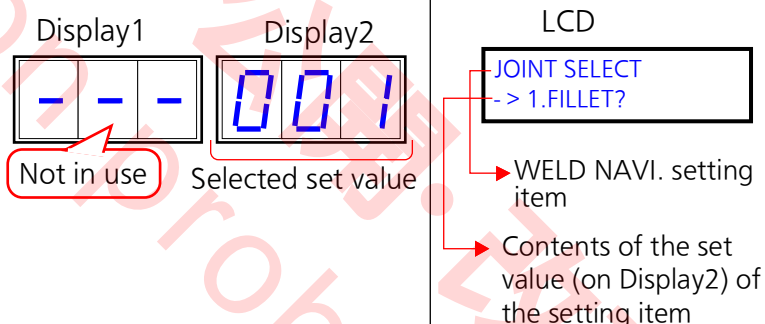 Display1
Display2
- - -
001
Not in use
Selected set value
LCD
JOINT SELECT
- > 1.FILLET?
WELD NAVI. setting
item
Contents of the set
value (on Display2) of
the setting item